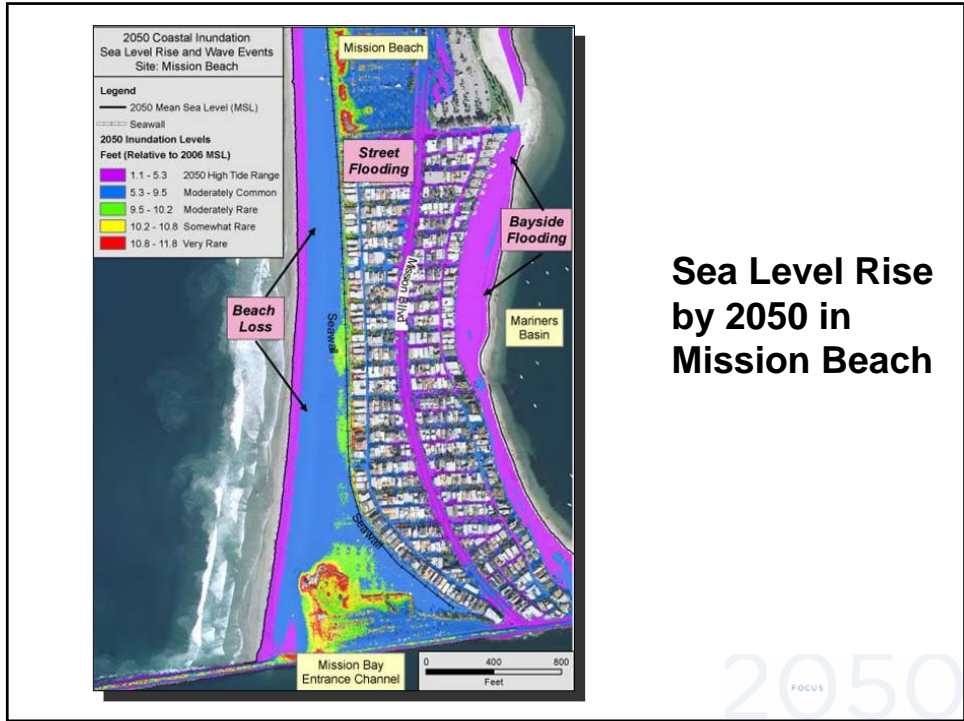 2050 Coastal Inundation
Sea Level Rise and Wave Events
Site: Mission Beach
Legend
2050 Mean Sea Level (MSL)
Seawall
2050 Inundation Levels
Feet (Relative to 2006 MSL)
1.1 - 5.3 2050 High Tide Range
5.3 - 9.5 Moderately Common
9.5 - 10.2 Moderately Rare
10.2 - 10.8 Somewhat Rare
10.8 - 11.8 Very Rare
Mission Beach
Street
Flooding
Bayside
Flooding
Mission Blvd
Beach
Loss
Seawall
Mariners
Basin
Seawall
Mission Bay
Entrance Channel
0 400 800
Feet
Sea Level Rise
by 2050 in
Mission Beach
2050
FOCUS